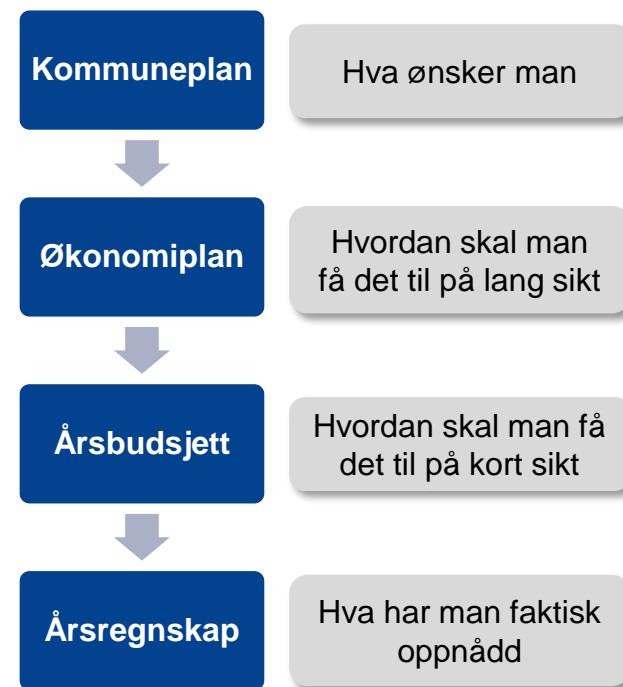 Kommuneplan
Hva ønsker man
Økonomiplan
Hvordan skal man
få det til på lang sikt
Årsbudsjett
Hvordan skal man få
det til på kort sikt
Årsregnskap
Hva har man faktisk
oppnådd